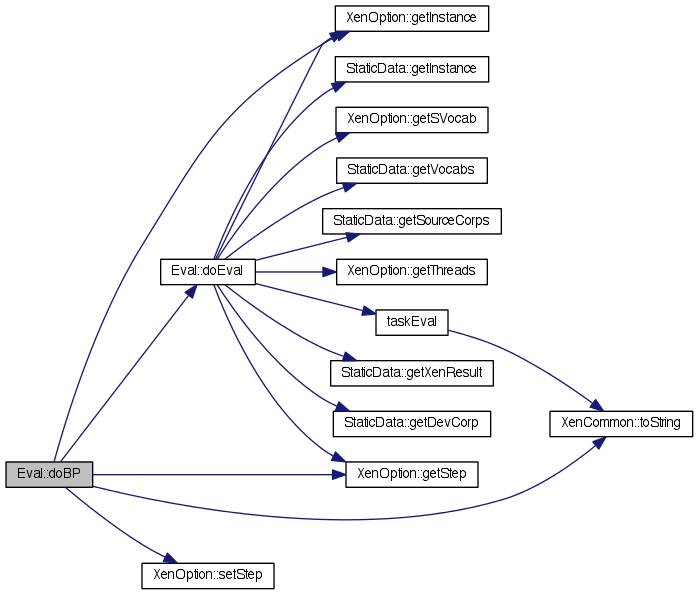 XenOption::getInstance
StaticData::getInstance
XenOption::getSVocab
StaticData::getVocabs
StaticData::getSourceCorps
Eval::doEval
XenOption::getThreads
taskEval
StaticData::getXenResult
StaticData::getDevCorp
XenCommon::toString
Eval::doBP
XenOption::getStep
XenOption::setStep